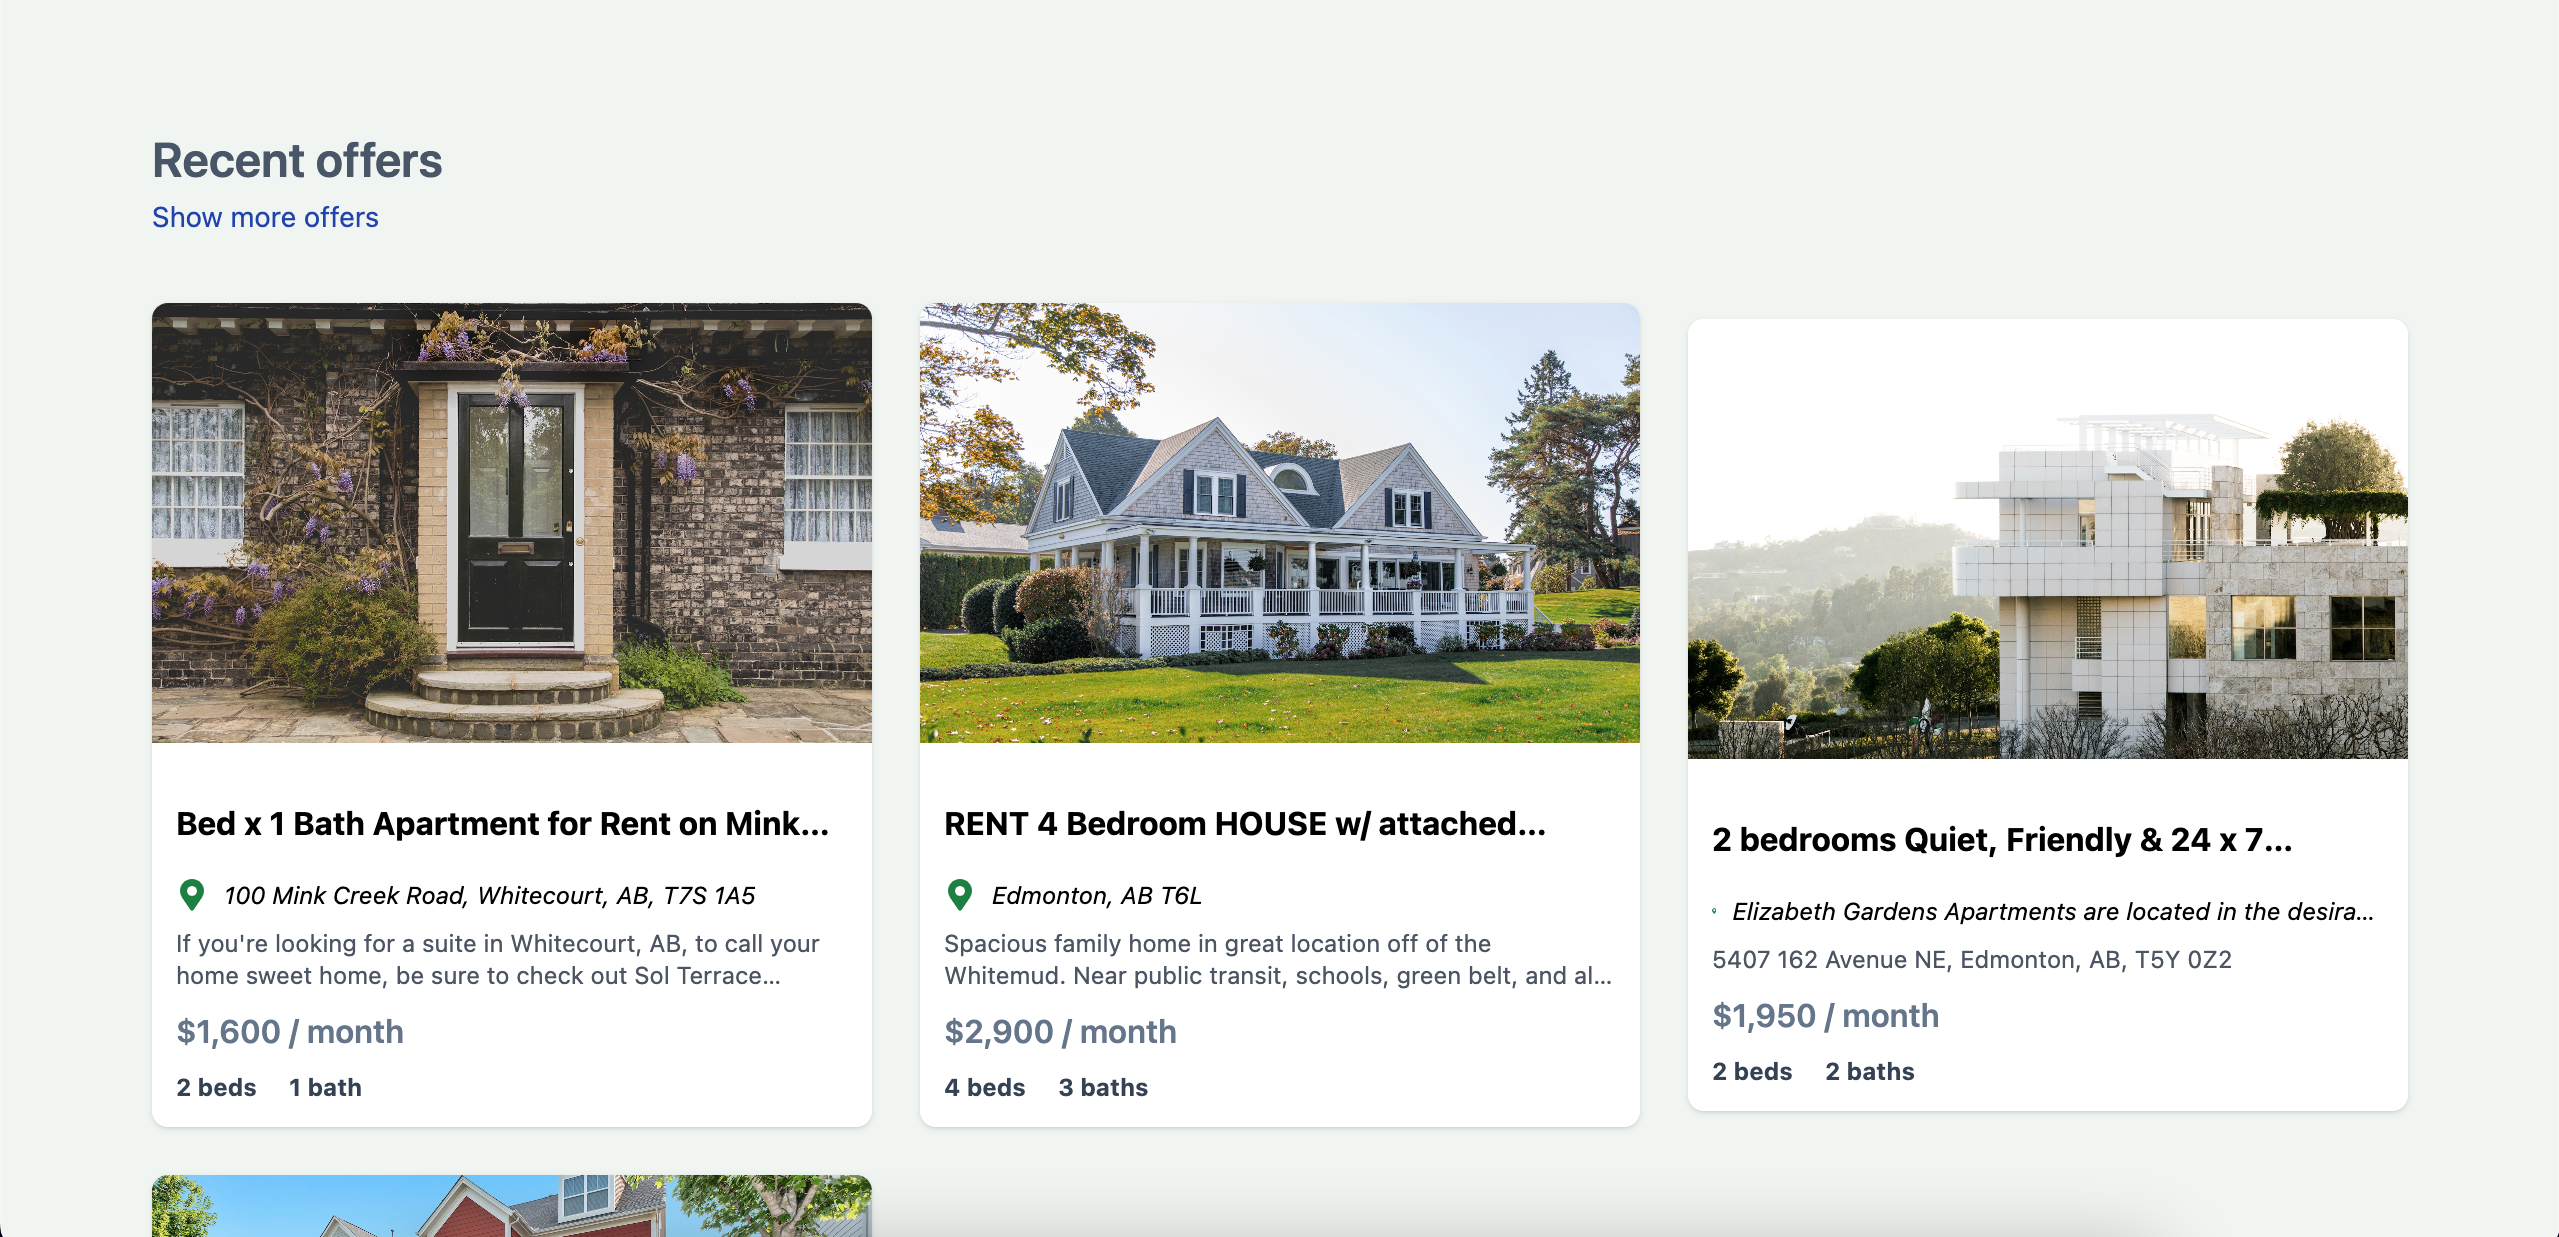 Recent offers
Show more offers
Bed x 1 Bath Apartment for Rent on Mink...
100 Mink Creek Road, Whitecourt, AB, T7S 1A5
If you're looking for a suite in Whitecourt, AB, to call your
home sweet home, be sure to check out Sol Terrace...
$1,600 / month
2 beds 1 bath
RENT 4 Bedroom HOUSE w/ attached...
Edmonton, AB T6L
Spacious family home in great location off of the
Whitemud. Near public transit, schools, green belt, and al...
$2,900 / month
4 beds 3 baths
2 bedrooms Quiet, Friendly & 24 x 7...
Elizabeth Gardens Apartments are located in the desira...
5407 162 Avenue NE, Edmonton, AB, T5Y 0Z2
$1,950 / month
2 beds 2 baths